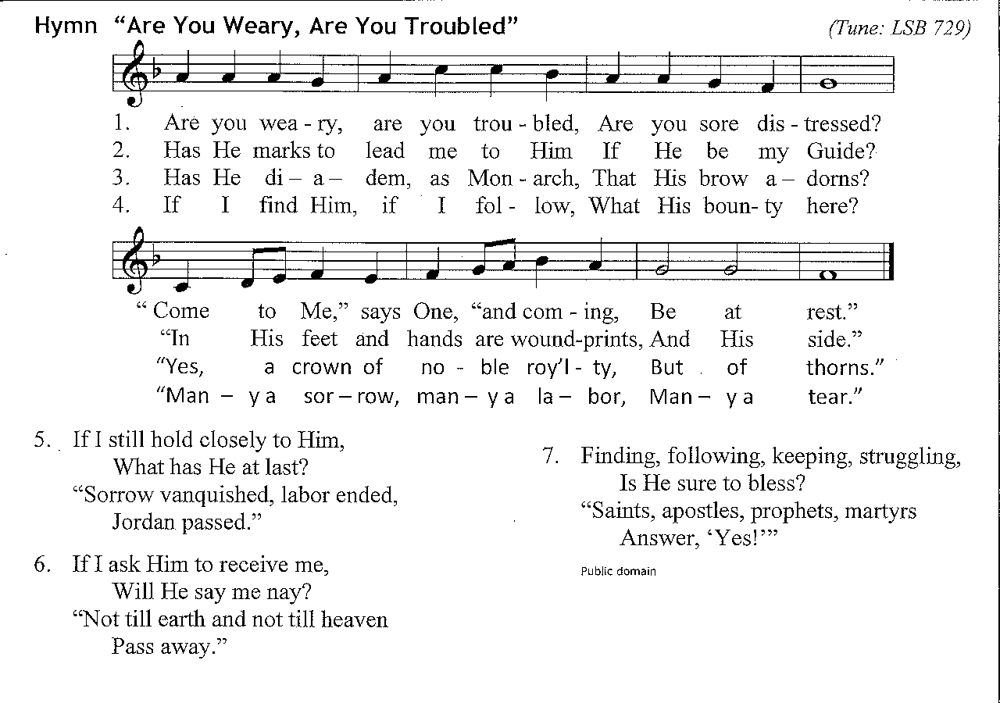 Hymn “Are You Weary, Are You Troubled” (Tune: LSB 729)
1. Are you wea - ry, are you trou - bled, Are you sore dis - tressed?
2. Has He marks to lead me to Him If He be my Guide?
3. Has He di – a – dem, as Mon - arch, That His brow a – dorns?
4. If I find Him, if I fol - low, What His boun- ty here?
“ Come to Me,” says One, “and com - ing, Be at rest.”
“In His feet and hands are wound-prints, And His side.”
“Yes, a crown of no - ble roy’l - ty, But of thorns.”
“Man – y a sor – row, man – y a la – bor, Man – y a tear.”
5. If I still hold closely to Him,
What has He at last?
“Sorrow vanquished, labor ended,
Jordan passed.”
6. If I ask Him to receive me,
Will He say me nay?
“Not till earth and not till heaven
Pass away.”
7. Finding, following, keeping, struggling,
Is He sure to bless?
“Saints, apostles, prophets, martyrs
Answer, ‘Yes!’”
Public domain